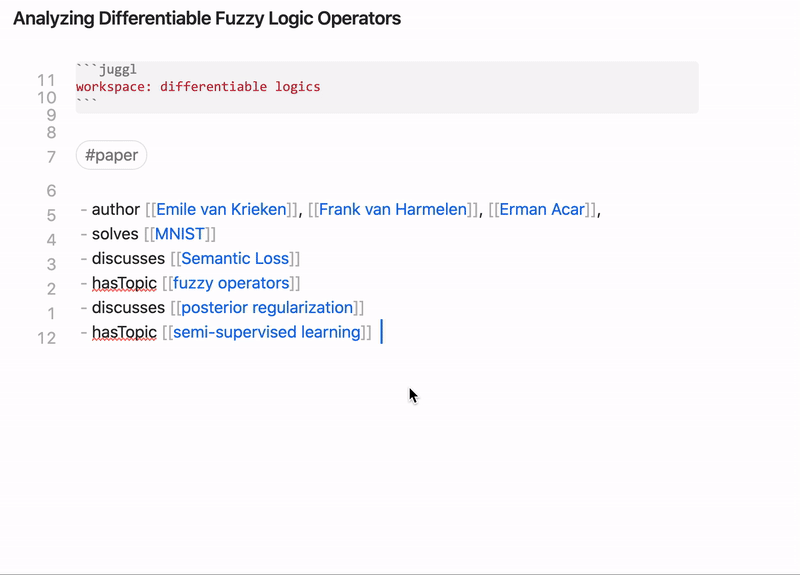 Analyzing Differentiable Fuzzy Logic Operators
11 ```juggl
10 workspace: differentiable logics
9 ```
8
7 #paper
6
5 - author [[Emile van Krieken]], [[Frank van Harmelen]], [[Erman Acar]],
4 - solves [[MNIST]]
3 - discusses [[Semantic Loss]]
2 - hasTopic [[fuzzy operators]]
1 - discusses [[posterior regularization]]
12 - hasTopic [[semi-supervised learning]]